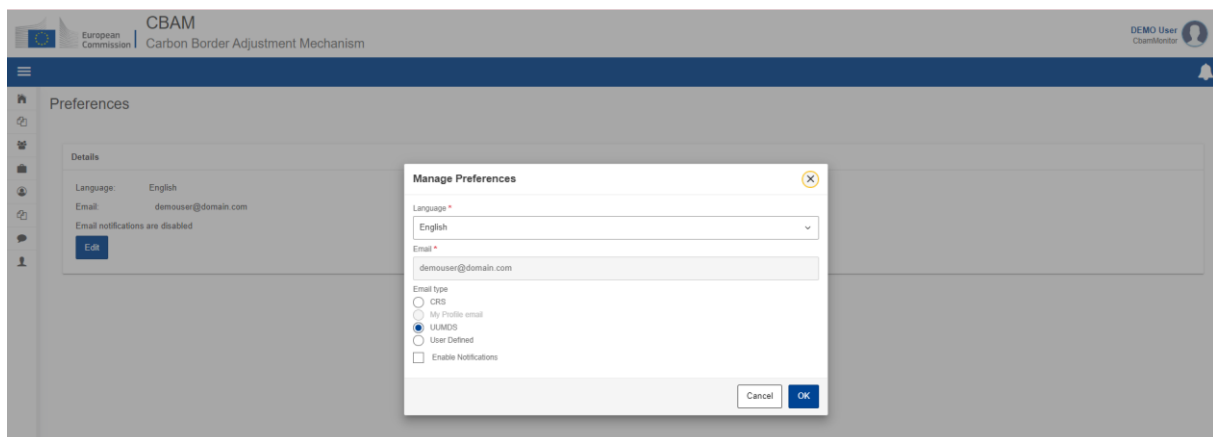 European
Commission
CBAM
Carbon Border Adjustment Mechanism
DEMO User
CbamMonitor
Preferences
Details
Language: English
Email: demouser@domain.com
Email notifications are disabled
Edit
Manage Preferences
Language *
English
Email *
demouser@domain.com
Email type
CRS
My Profile email
UUMDS
User Defined
Enable Notifications
Cancel OK